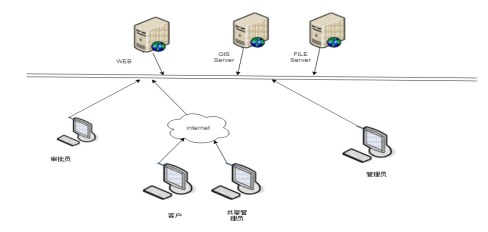 WEB
GIS
Server
FILE
Server
internet
审批员
客户
共享管
理员
管理员